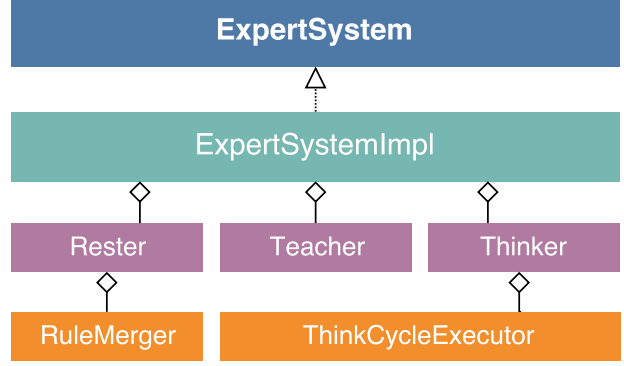 ExpertSystem
ExpertSystemImpl
Rester
Teacher
Thinker
RuleMerger
ThinkCycleExecutor